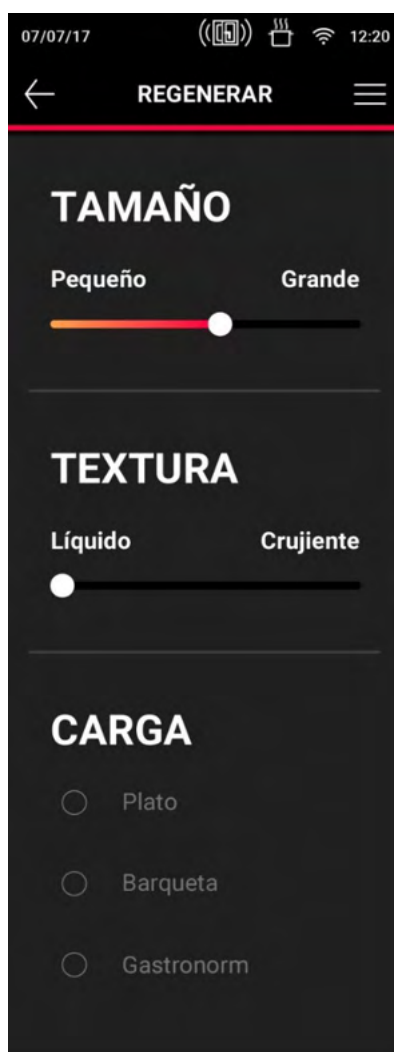 07/07/17 12:20
REGENERAR
TAMAÑO
Pequeño Grande
TEXTURA
Líquido Crujiente
CARGA
Plato
Barqueta
Gastronorm